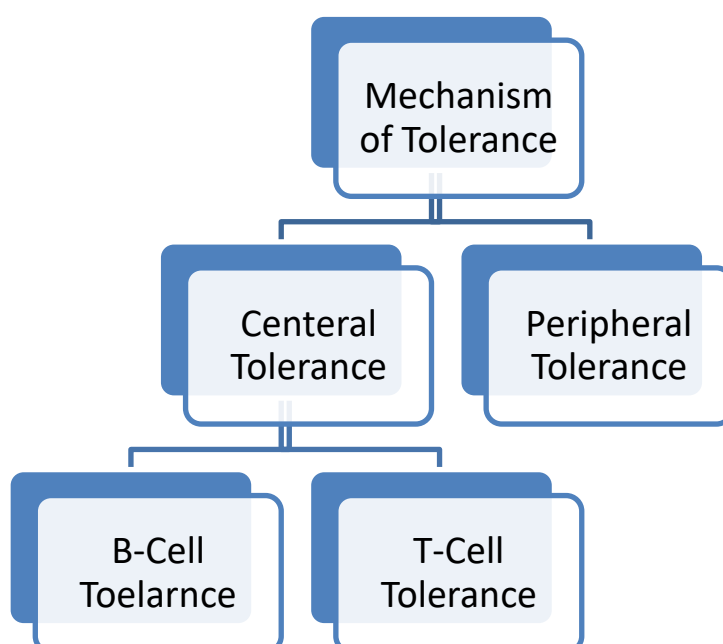 Mechanism
of Tolerance
Centeral
Tolerance
Peripheral
Tolerance
B-Cell
Toelarnce
T-Cell
Tolerance